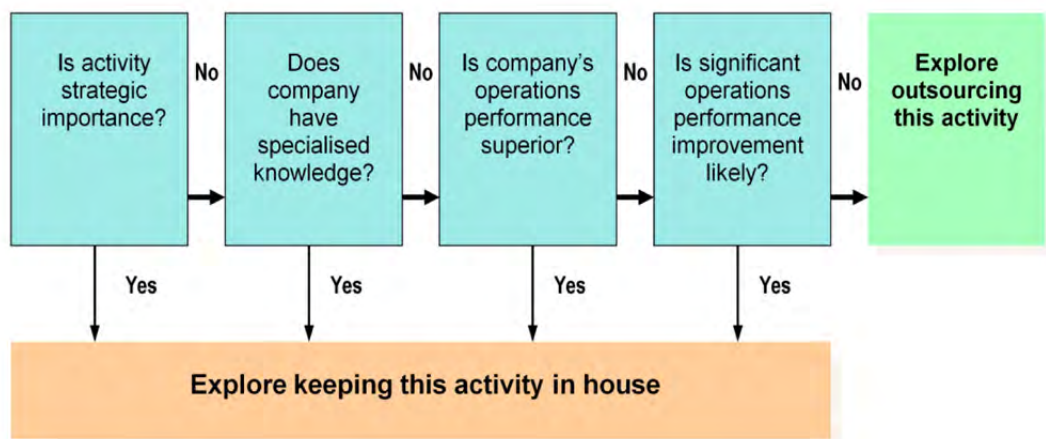 Is activity
strategic
importance?
No
Does
company
have
specialised
knowledge?
No
Is company's
operations
performance
superior?
No
Is significant
operations
performance
improvement
likely?
No
Explore
outsourcing
this activity
Yes
Yes
Yes
Yes
Explore keeping this activity in house